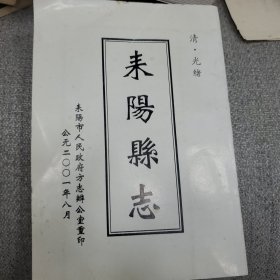 清·光绪
耒陽縣志
耒陽市人民政府方志辦公室重印
公元二〇〇一年八月